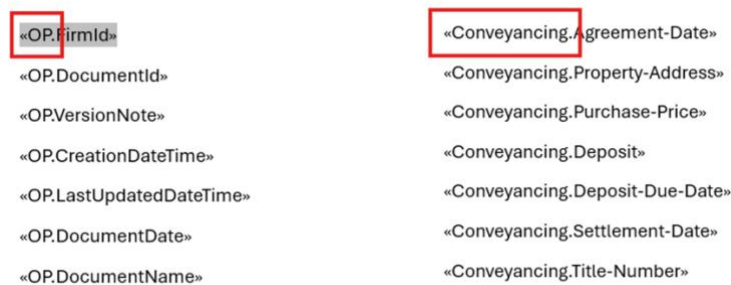 «OP.FirmId»
«OP.DocumentId»
«OP.VersionNote»
«OP.CreationDateTime»
«OP.LastUpdatedDateTime»
«OP.DocumentDate»
«OP.DocumentName»
«Conveyancing.Agreement-Date»
«Conveyancing.Property-Address»
«Conveyancing.Purchase-Price»
«Conveyancing.Deposit»
«Conveyancing.Deposit-Due-Date»
«Conveyancing.Settlement-Date»
«Conveyancing.Title-Number»